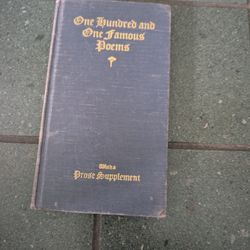 One Hundred and
One Famous
Poems
With a
Prose Supplement